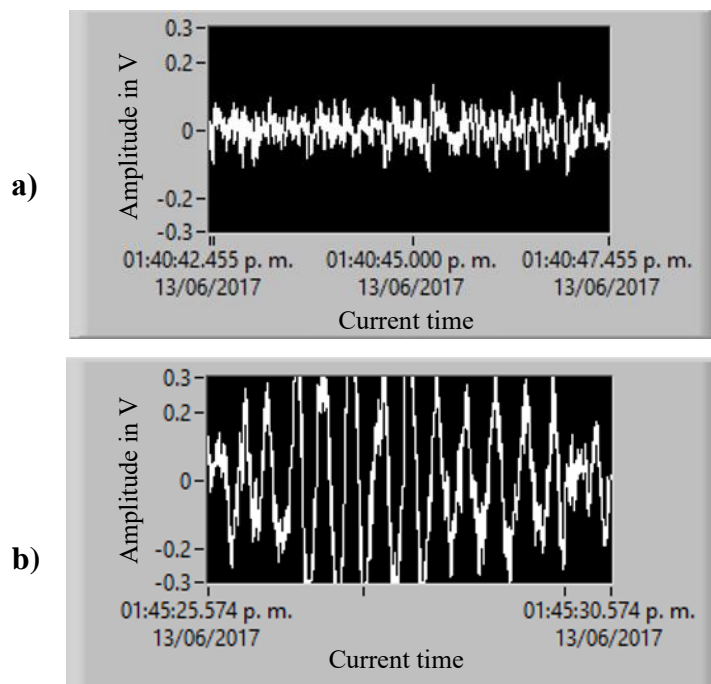 a)
Amplitude in V
0.3
0.2
0
-0.2
-0.3
01:40:42.455 p. m. 01:40:45.000 p. m. 01:40:47.455 p. m.
13/06/2017 13/06/2017 13/06/2017
Current time
b)
Amplitude in V
0.3
0.2
0
-0.2
-0.3
01:45:25.574 p. m. 01:45:30.574 p. m.
13/06/2017 13/06/2017
Current time